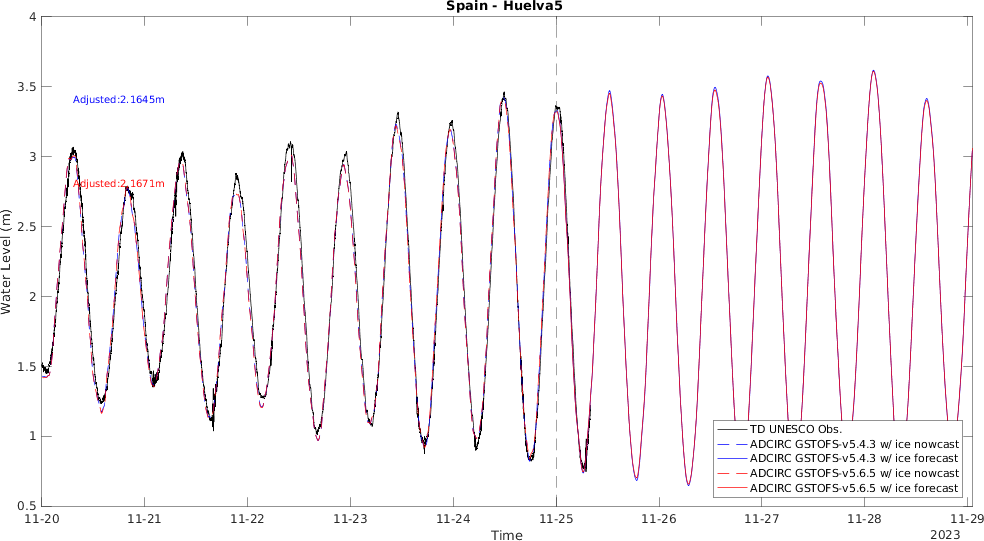 Spain - Huelva5
4
3.5
3
2.5
2
1.5
1
0.5
Water Level (m)
Adjusted:2.1645m
Adjusted:2.1671m
TD UNESCO Obs.
ADCIRC GSTOFS-v5.4.3 w/ ice nowcast
ADCIRC GSTOFS-v5.4.3 w/ ice forecast
ADCIRC GSTOFS-v5.6.5 w/ ice nowcast
ADCIRC GSTOFS-v5.6.5 w/ ice forecast
11-20 11-21 11-22 11-23 11-24 11-25 11-26 11-27 11-28 11-29
Time
2023